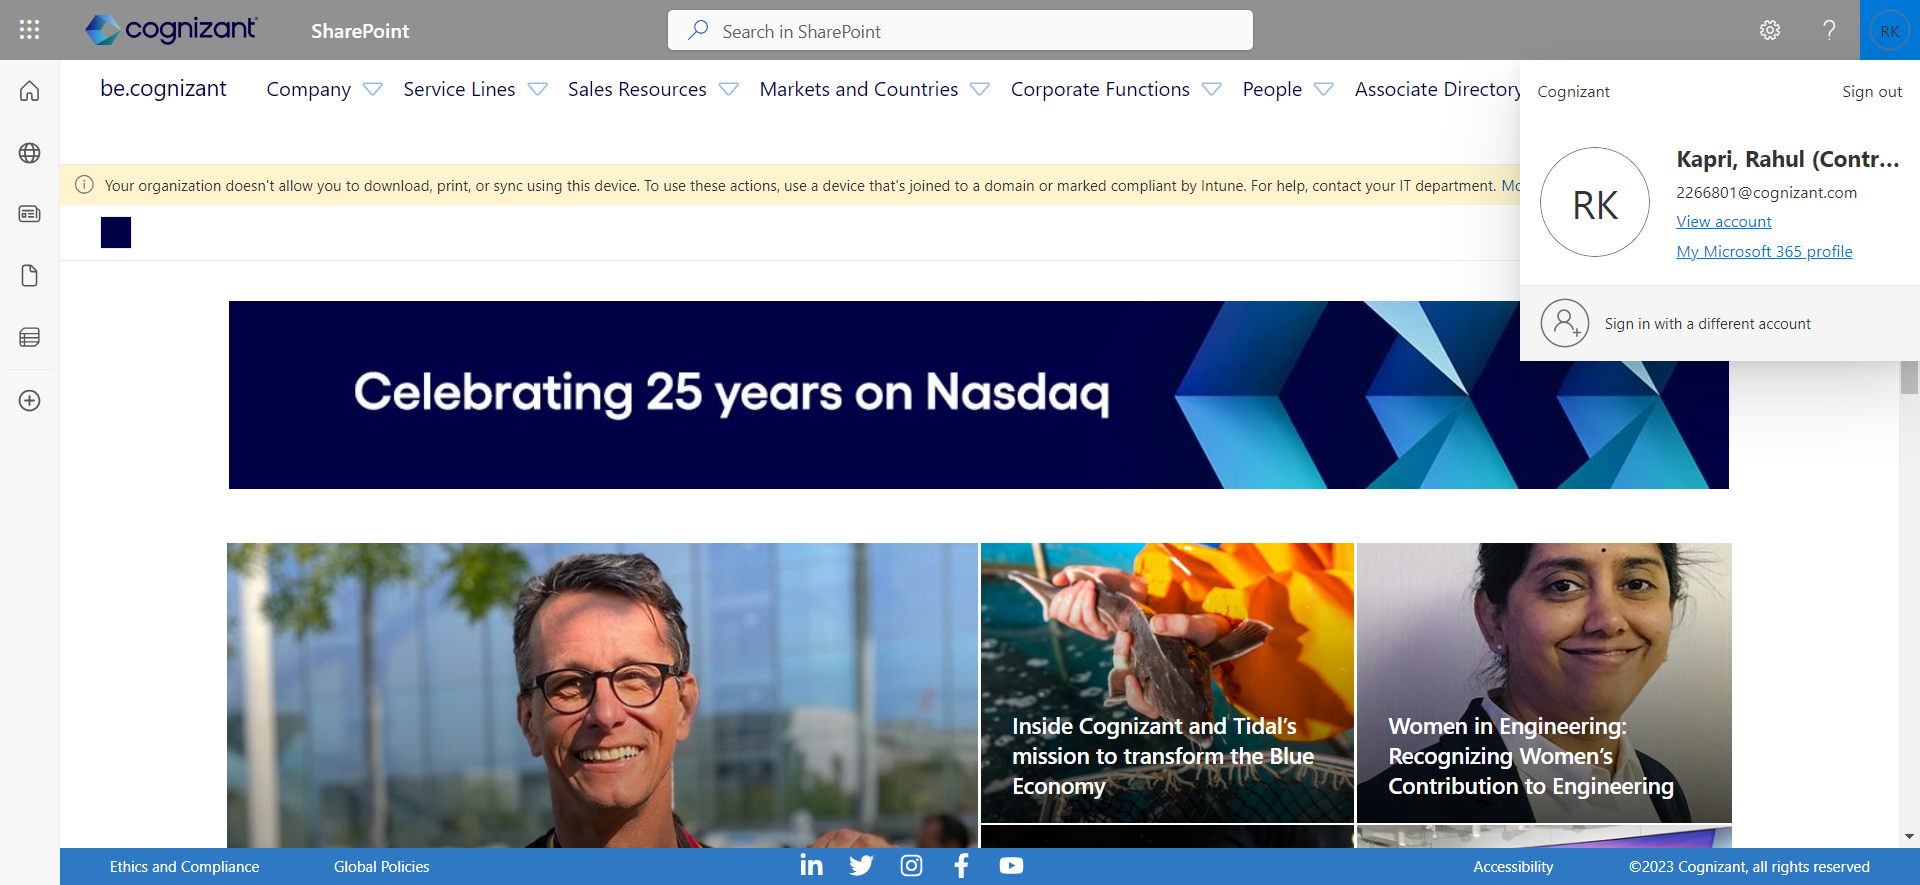 cognizant
SharePoint
Search in SharePoint
RK
be.cognizant
Company
Service Lines
Sales Resources
Markets and Countries
Corporate Functions
People
Associate Directory
Cognizant
Sign out
RK
Kapri, Rahul (Contr...
2266801@cognizant.com
View account
My Microsoft 365 profile
Sign in with a different account
Your organization doesn't allow you to download, print, or sync using this device. To use these actions, use a device that's joined to a domain or marked compliant by Intune. For help, contact your IT department.
Celebrating 25 years on Nasdaq
Inside Cognizant and Tidal’s
mission to transform the Blue
Economy
Women in Engineering:
Recognizing Women’s
Contribution to Engineering
Ethics and Compliance
Global Policies
Accessibility
©2023 Cognizant, all rights reserved